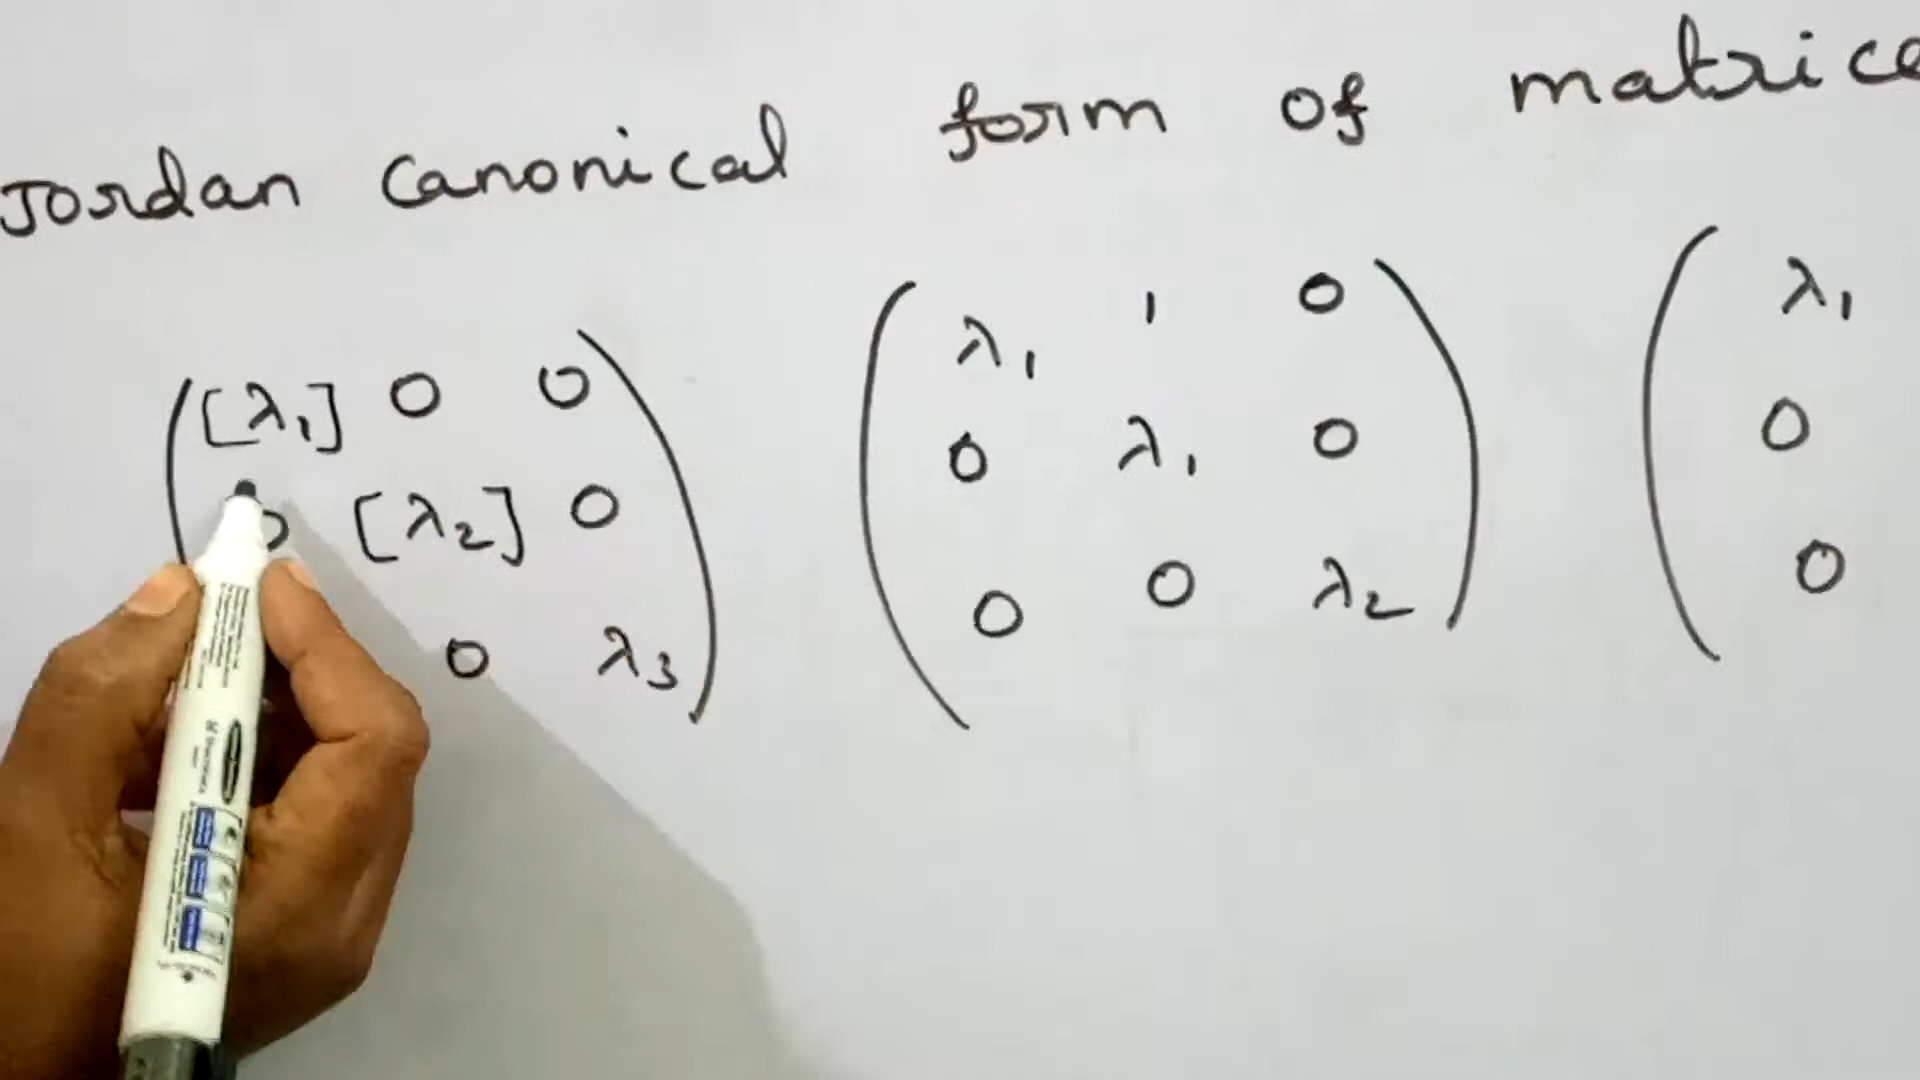 Jordan canonical form of matrice
[λ₁] 0 0 λ₁ 1 0 λ₁
0 [λ₂] 0 0 λ₁ 0 0
0 λ₃ 0 0 λ₂ 0